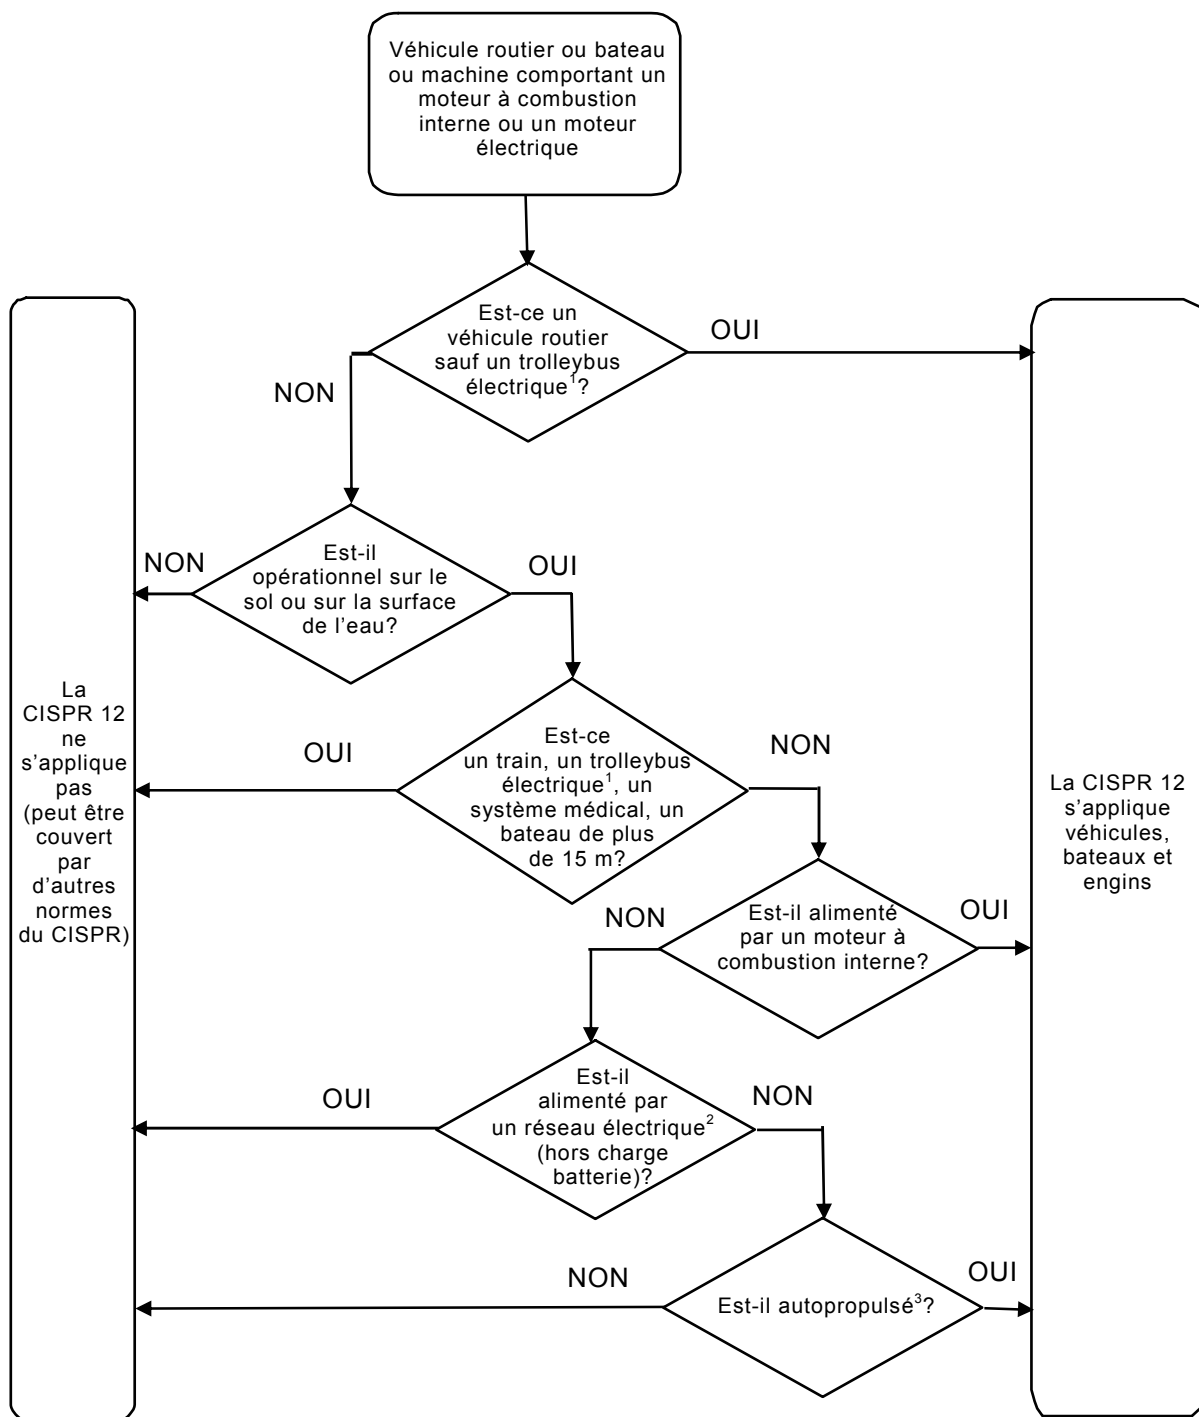 Véhicule routier ou bateau
ou machine comportant un
moteur à combustion
interne ou un moteur
électrique
Est-ce un
véhicule routier
sauf un trolleybus
électrique¹?
OUI
NON
Est-il
opérationnel sur le
sol ou sur la surface
de l'eau?
NON
OUI
Est-ce
un train, un trolleybus
électrique¹, un
système médical, un
bateau de plus
de 15 m?
OUI
NON
La
CISPR 12
ne
s'applique
pas
(peut être
couvert
par
d'autres
normes
du CISPR)
La CISPR 12
s'applique
véhicules,
bateaux et
engins
Est-il alimenté
par un moteur à
combustion interne?
NON
OUI
Est-il
alimenté par
un réseau électrique²
(hors charge
batterie)?
OUI
NON
Est-il autopropulsé³?
NON
OUI